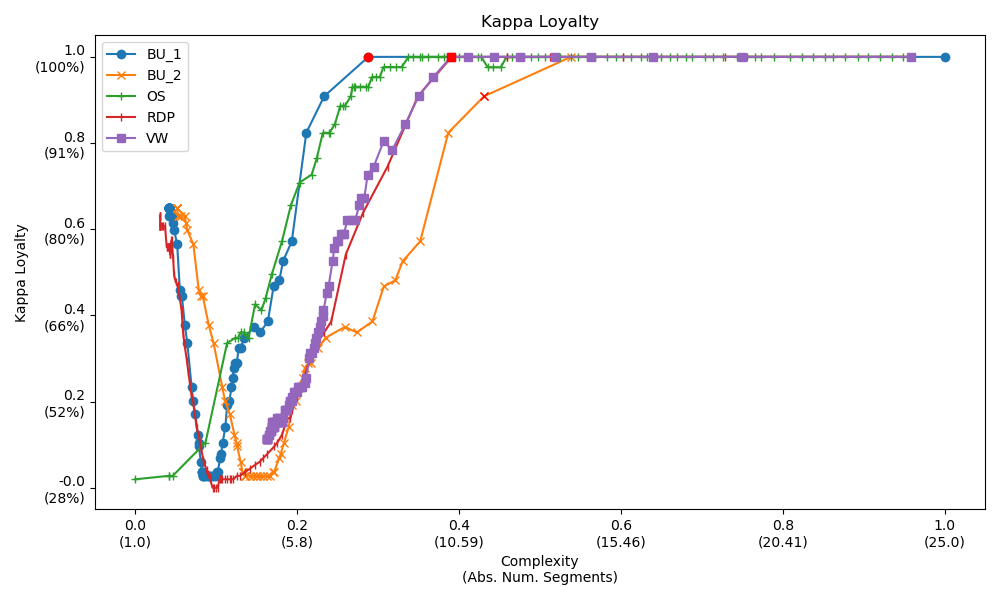 Kappa Loyalty
BU_1
BU_2
OS
RDP
VW
Kappa Loyalty
1.0
(100%)
0.8
(91%)
0.6
(80%)
0.4
(66%)
0.2
(52%)
-0.0
(28%)
0.0
(1.0)
0.2
(5.8)
0.4
(10.59)
0.6
(15.46)
0.8
(20.41)
1.0
(25.0)
Complexity
(Abs. Num. Segments)